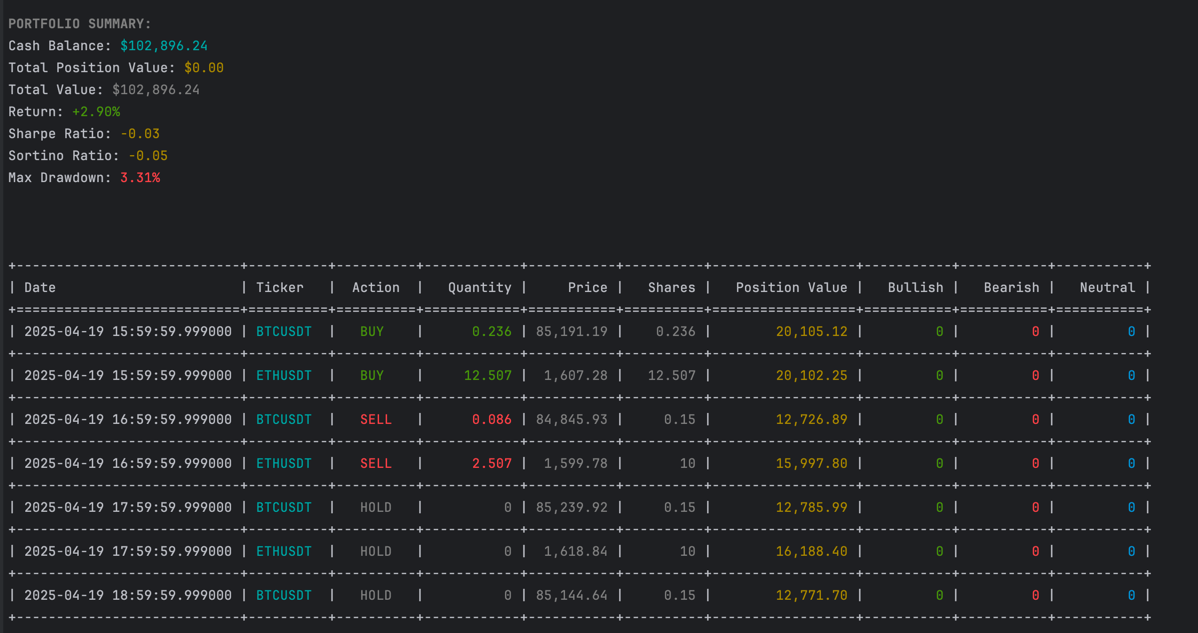 PORTFOLIO SUMMARY:
Cash Balance: $102,896.24
Total Position Value: $0.00
Total Value: $102,896.24
Return: +2.90%
Sharpe Ratio: -0.03
Sortino Ratio: -0.05
Max Drawdown: 3.31%
+----------------------------+----------+----------+------------+-----------+----------+------------------+-----------+-----------+-----------+
| Date | Ticker | Action | Quantity | Price | Shares | Position Value | Bullish | Bearish | Neutral |
+============================+==========+==========+============+===========+==========+==================+===========+===========+===========+
| 2025-04-19 15:59:59.999000 | BTCUSDT | BUY | 0.236 | 85,191.19 | 0.236 | 20,105.12 | 0 | 0 | 0 |
+----------------------------+----------+----------+------------+-----------+----------+------------------+-----------+-----------+-----------+
| 2025-04-19 15:59:59.999000 | ETHUSDT | BUY | 12.507 | 1,607.28 | 12.507 | 20,102.25 | 0 | 0 | 0 |
+----------------------------+----------+----------+------------+-----------+----------+------------------+-----------+-----------+-----------+
| 2025-04-19 16:59:59.999000 | BTCUSDT | SELL | 0.086 | 84,845.93 | 0.15 | 12,726.89 | 0 | 0 | 0 |
+----------------------------+----------+----------+------------+-----------+----------+------------------+-----------+-----------+-----------+
| 2025-04-19 16:59:59.999000 | ETHUSDT | SELL | 2.507 | 1,599.78 | 10 | 15,997.80 | 0 | 0 | 0 |
+----------------------------+----------+----------+------------+-----------+----------+------------------+-----------+-----------+-----------+
| 2025-04-19 17:59:59.999000 | BTCUSDT | HOLD | 0 | 85,239.92 | 0.15 | 12,785.99 | 0 | 0 | 0 |
+----------------------------+----------+----------+------------+-----------+----------+------------------+-----------+-----------+-----------+
| 2025-04-19 17:59:59.999000 | ETHUSDT | HOLD | 0 | 1,618.84 | 10 | 16,188.40 | 0 | 0 | 0 |
+----------------------------+----------+----------+------------+-----------+----------+------------------+-----------+-----------+-----------+
| 2025-04-19 18:59:59.999000 | BTCUSDT | HOLD | 0 | 85,144.64 | 0.15 | 12,771.70 | 0 | 0 | 0 |
+----------------------------+----------+----------+------------+-----------+----------+------------------+-----------+-----------+-----------+